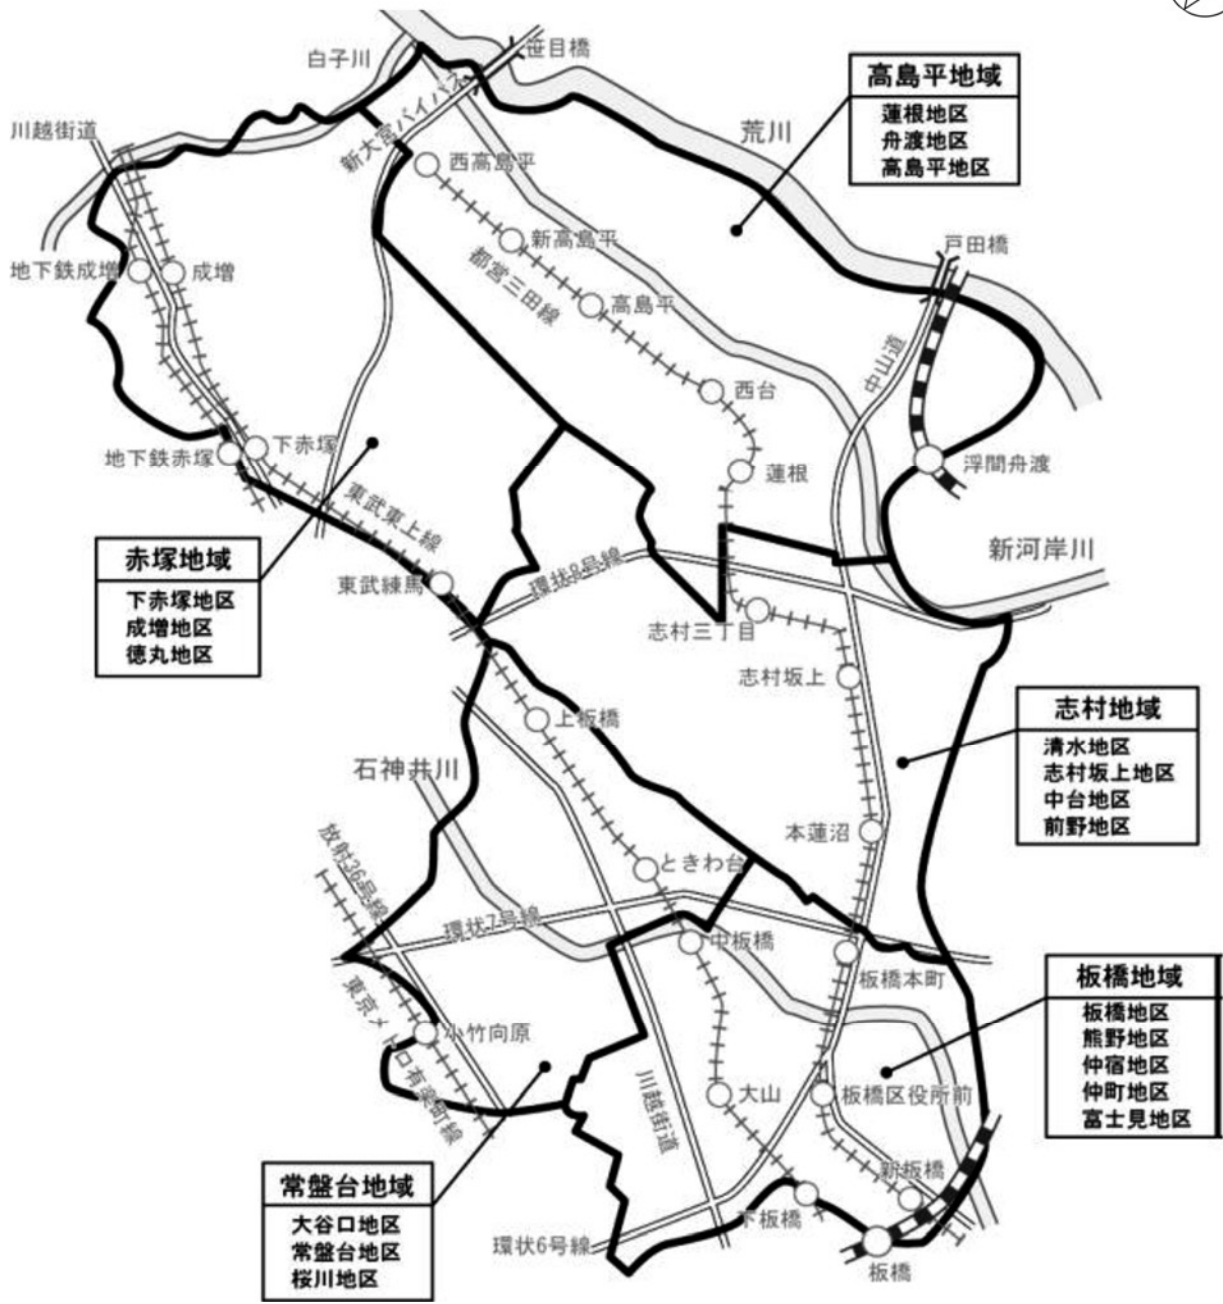 笹目橋
白子川
高島平地域
蓮根地区
舟渡地区
高島平地区
川越街道
新大宮バイパス
荒川
西高島平
戸田橋
新高島平
都営三田線
地下鉄成増
成増
高島平
中山道
西台
下赤塚
地下鉄赤塚
蓮根
浮間舟渡
東武東上線
新河岸川
赤塚地域
下赤塚地区
成増地区
徳丸地区
東武練馬
環状8号線
志村三丁目
志村坂上
志村地域
清水地区
志村坂上地区
中台地区
前野地区
上板橋
石神井川
本蓮沼
放射36号線
ときわ台
環状7号線
中板橋
板橋本町
板橋地域
板橋地区
熊野地区
仲宿地区
仲町地区
富士見地区
東京メトロ有楽町線
小竹向原
川越街道
大山
板橋区役所前
常盤台地域
大谷口地区
常盤台地区
桜川地区
新板橋
下板橋
環状6号線
板橋